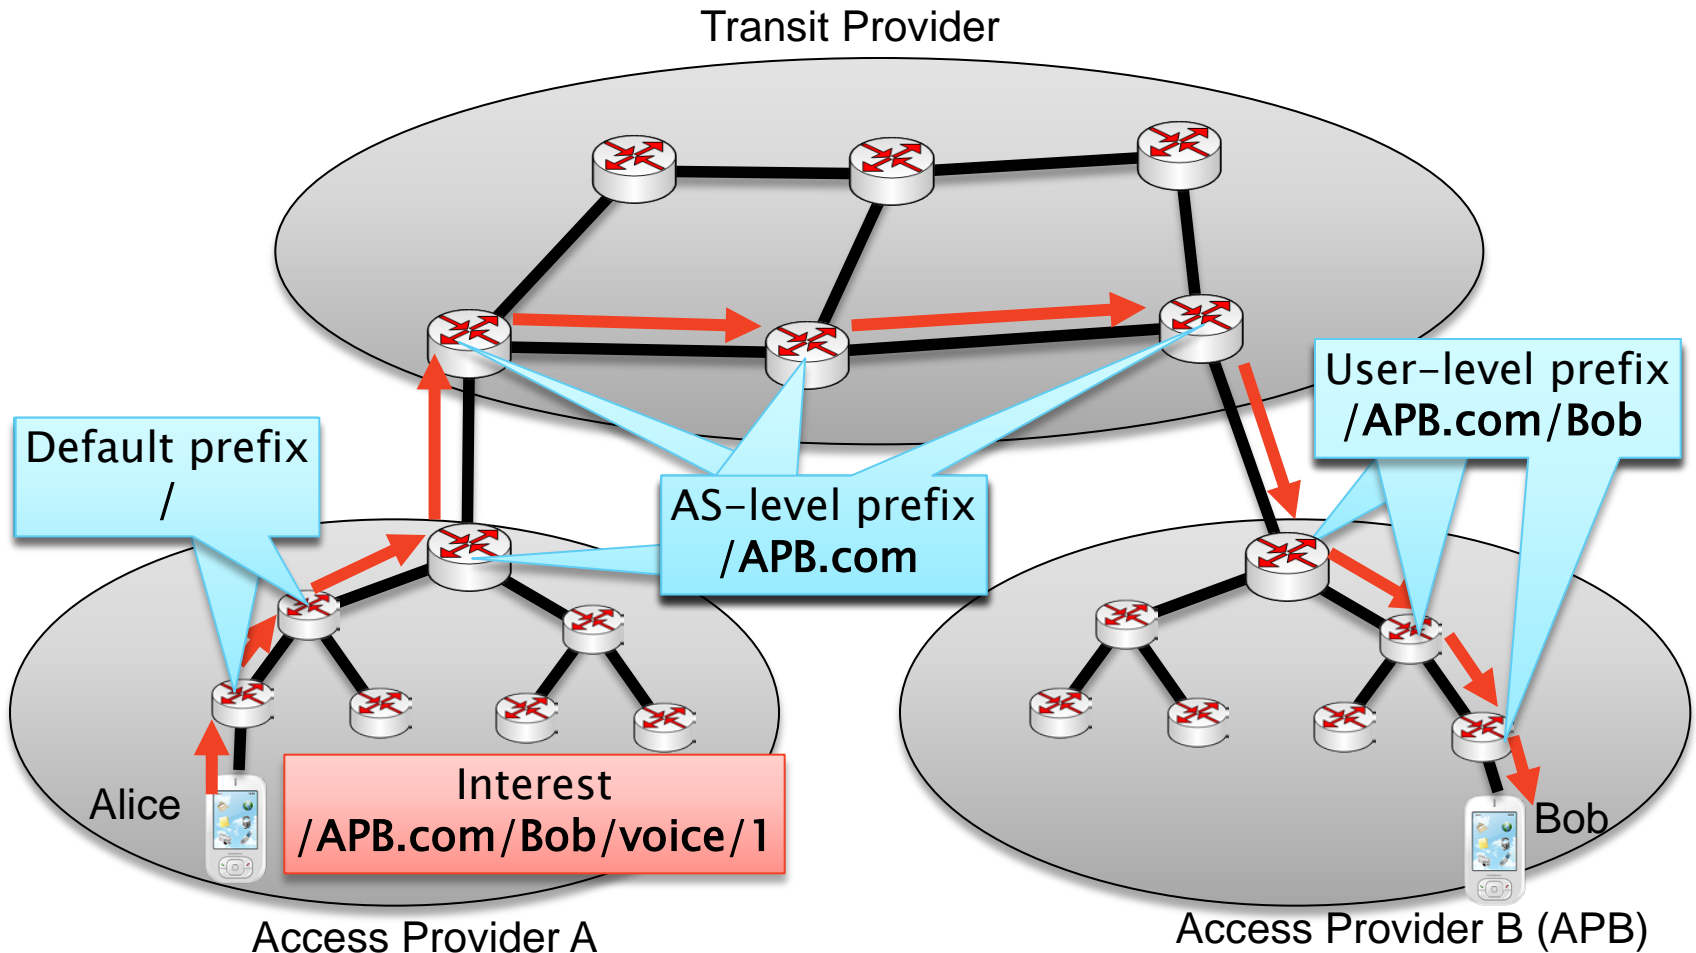 Transit Provider
User-level prefix
/APB.com/Bob
Default prefix
/
AS-level prefix
/APB.com
Alice
Interest
/APB.com/Bob/voice/1
Bob
Access Provider A
Access Provider B (APB)